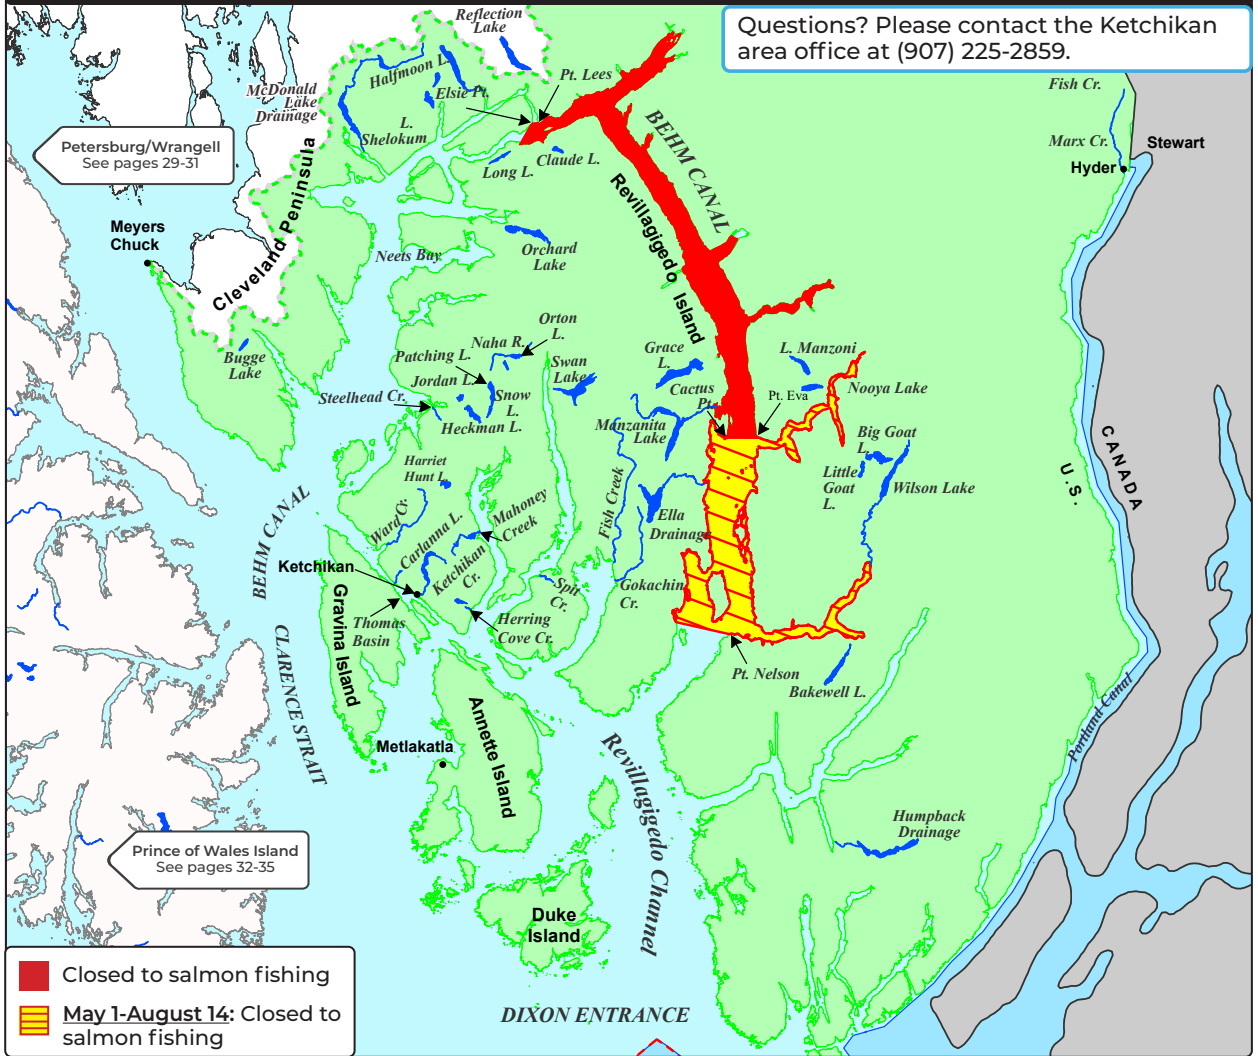 Reflection
Lake
Questions? Please contact the Ketchikan
area office at (907) 225-2859.
Halfmoon L.
Pt. Lees
Fish Cr.
McDonald
Lake
Drainage
Elsie Pt.
L.
Shelokum
BEHM CANAL
Marx Cr.
Stewart
Petersburg/Wrangell
See pages 29-31
Claude L.
Long L.
Hyder
Cleveland Peninsula
Revillagigedo Island
Meyers
Chuck
Neets Bay
Orchard
Lake
Orton
L.
Naha R.
Patching L.
Bugge
Lake
Swan
Lake
Grace
L.
L. Manzoni
Jordan L.
Snow
L.
Cactus
Pt.
Pt. Eva
Nooya Lake
Steelhead Cr.
Heckman L.
Manzanita
Lake
Big Goat
L.
Little
Goat
L.
Wilson Lake
CANADA
U.S.
Harriet
Hunt L.
Ward Cr.
Carlanna L.
Mahoney
Creek
Fish Creek
Ella
Drainage
BEHM CANAL
Ketchikan
Ketchikan
Cr.
Spit
Cr.
Gokachin
Cr.
Gravina Island
Thomas
Basin
Herring
Cove Cr.
CLARENCE STRAIT
Pt. Nelson
Bakewell L.
Portland Canal
Annette Island
Metlakatla
Revillagigedo Channel
Humpback
Drainage
Prince of Wales Island
See pages 32-35
Duke
Island
Closed to salmon fishing
May 1-August 14: Closed to
salmon fishing
DIXON ENTRANCE